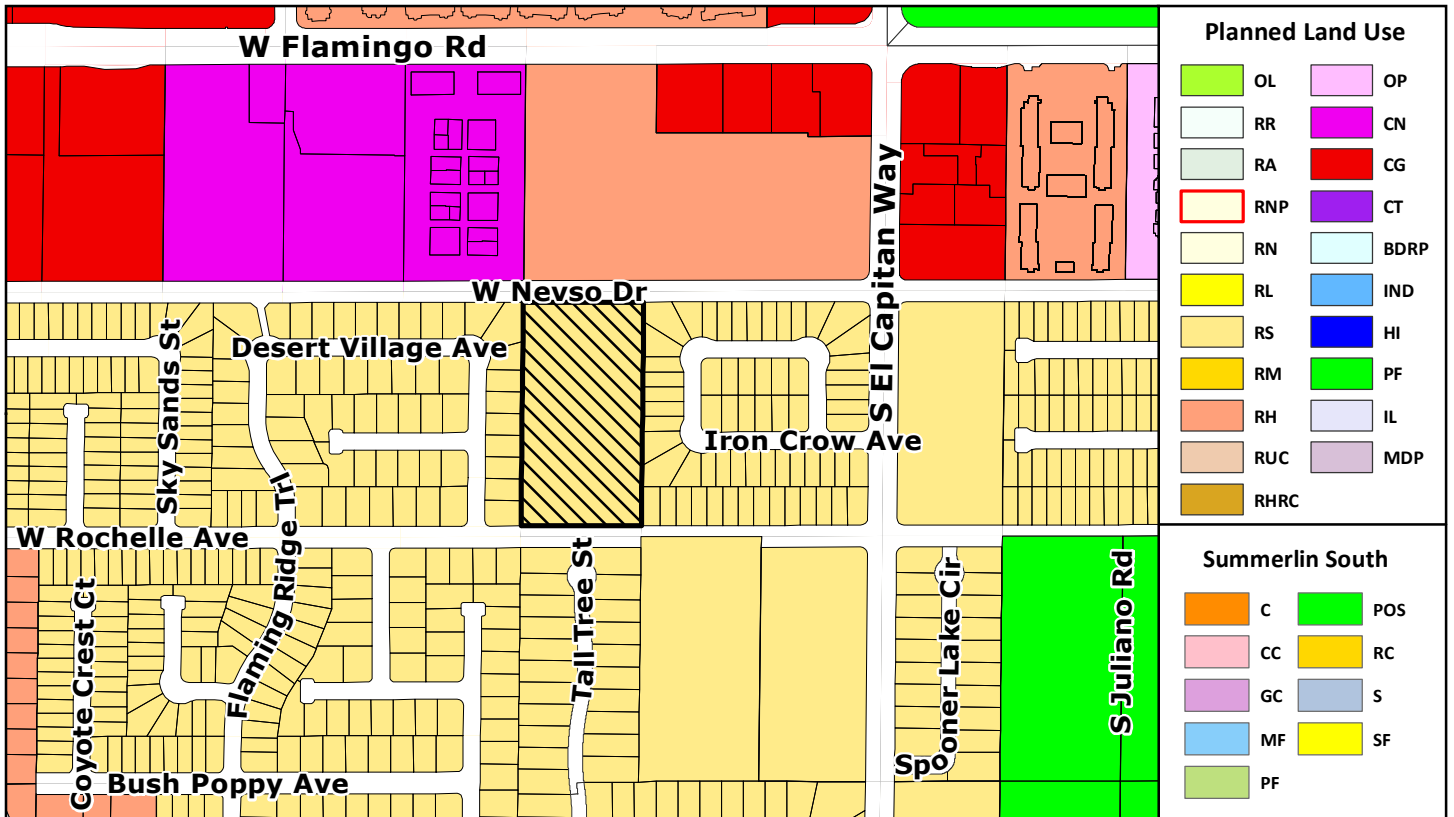 W Flamingo Rd
S El Capitan Way
W Nevso Dr
Sky Sands St
Desert Village Ave
Iron Crow Ave
W Rochelle Ave
Flaming Ridge Trl
Coyote Crest Ct
Tall Tree St
Spooner Lake Cir
S Juliano Rd
Bush Poppy Ave
Planned Land Use
OL
OP
RR
CN
RA
CG
RNP
CT
RN
BDRP
RL
IND
RS
HI
RM
PF
RH
IL
RUC
MDP
RHRC
Summerlin South
C
POS
CC
RC
GC
S
MF
SF
PF